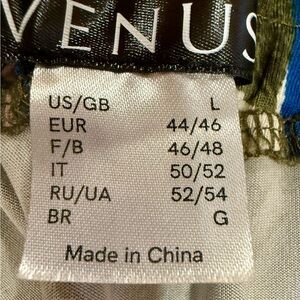 VENUS
US/GB L
EUR 44/46
F/B 46/48
IT 50/52
RU/UA 52/54
BR G
Made in China